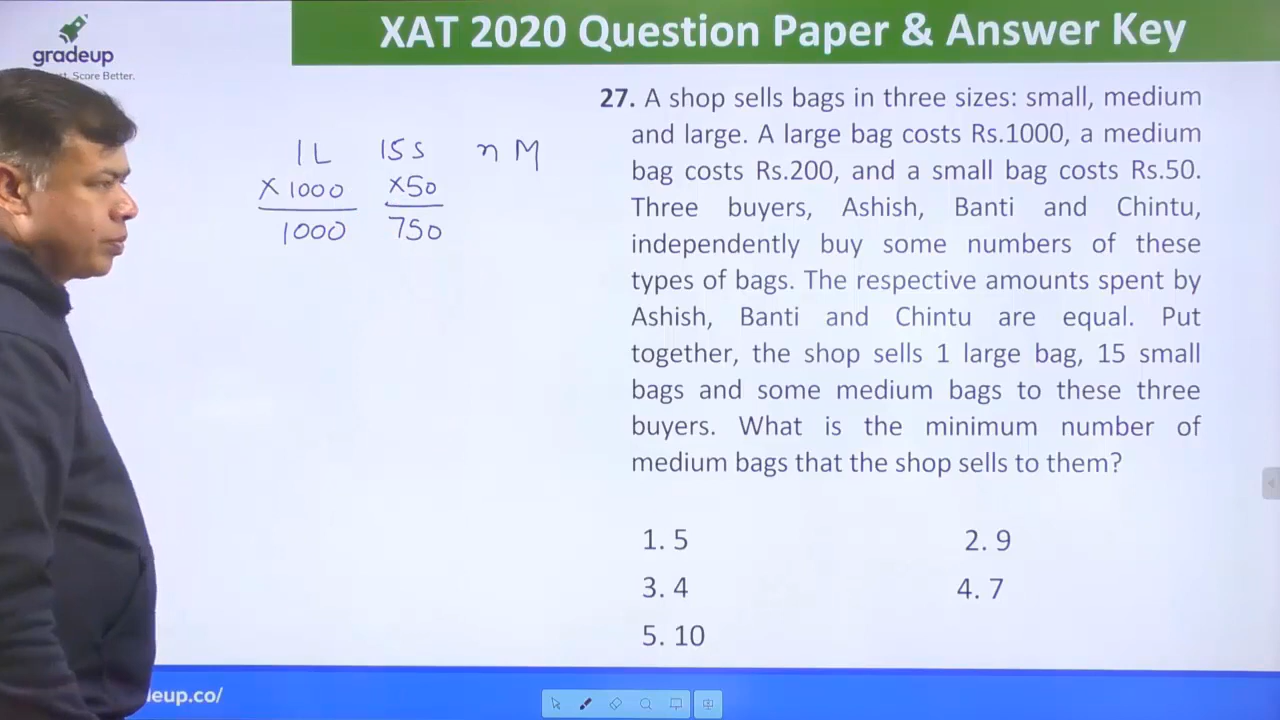 gradeup
Score Better.
XAT 2020 Question Paper & Answer Key
1L 15S n M
×1000 ×50
1000 750
27. A shop sells bags in three sizes: small, medium
and large. A large bag costs Rs.1000, a medium
bag costs Rs.200, and a small bag costs Rs.50.
Three buyers, Ashish, Banti and Chintu,
independently buy some numbers of these
types of bags. The respective amounts spent by
Ashish, Banti and Chintu are equal. Put
together, the shop sells 1 large bag, 15 small
bags and some medium bags to these three
buyers. What is the minimum number of
medium bags that the shop sells to them?
1. 5 2. 9
3. 4 4. 7
5. 10
deup.co/